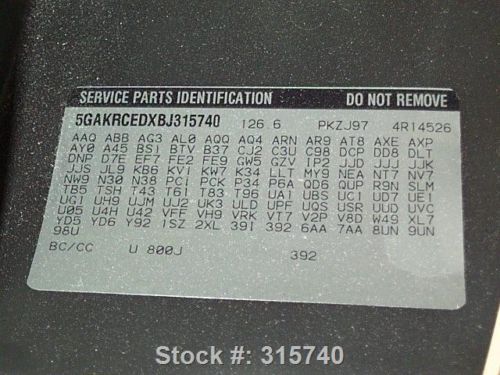 SERVICE PARTS IDENTIFICATION DO NOT REMOVE
5GAKRCEDXBJ315740 126.6 PKZJ97 4R14526
AAQ ABB AG3 AL0 AQQ AQ4 ARN AR9 AT8 AXE AXP
AY0 A45 BS1 BTV B37 CJ2 C3U C98 DCP DD8 DLT
DNP D7E EF7 FE2 FE9 GW5 GZV IP2 JJD JJJ JJK
JJS JL9 KB6 KV1 KW7 K34 LLT MY9 NEA NT7 NV7
NW9 N30 N38 PCI PCK P34 P6A QD6 QUP R9N SLM
TB5 TSH T43 T61 T83 T96 UA1 UB5 UC1 UD7 UE1
UG1 UH9 UJM UJ2 UK3 ULD UPF UQS USR UUD UVC
U05 U4H U42 VFF VH9 VRK VT7 V2P V8D W49 XL7
YD5 YD6 Y92 1SZ 2XL 39I 392 6AA 7AA 8UN 9UN
98U
BC/CC U 800J 392
Stock #: 315740